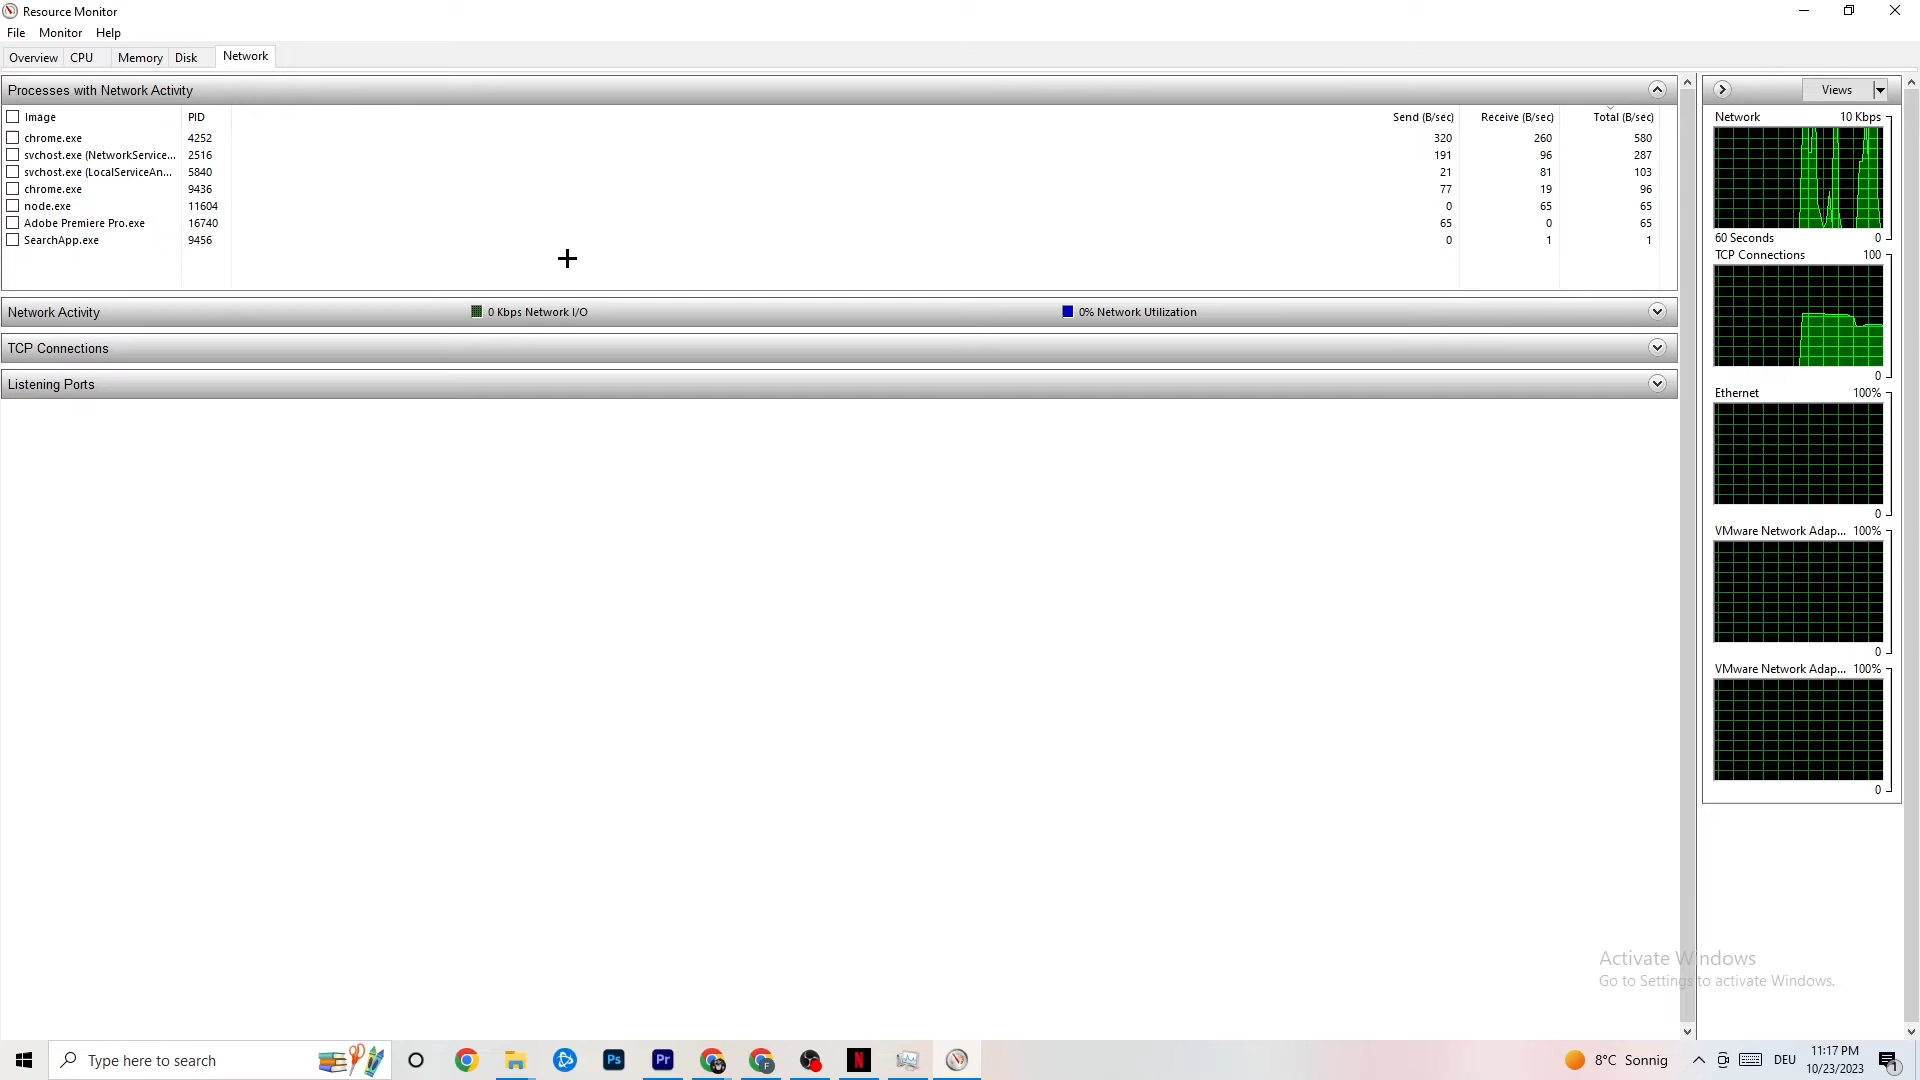 Resource Monitor
File Monitor Help
Overview CPU Memory Disk Network
Processes with Network Activity
Image PID Send (B/sec) Receive (B/sec) Total (B/sec)
chrome.exe 4252 320 260 580
svchost.exe (NetworkService... 2516 191 96 287
svchost.exe (LocalServiceAn... 5840 21 81 103
chrome.exe 9436 77 19 96
node.exe 11604 0 65 65
Adobe Premiere Pro.exe 16740 65 0 65
SearchApp.exe 9456 0 1 1
Network Activity 0 Kbps Network I/O 0% Network Utilization
TCP Connections
Listening Ports
Views
Network 10 Kbps
60 Seconds 0
TCP Connections 100
0
Ethernet 100%
0
VMware Network Adap... 100%
0
VMware Network Adap... 100%
0
Activate Windows
Go to Settings to activate Windows.
Type here to search
Ps
Pr
F
N
8°C Sonnig
DEU
11:17 PM
10/23/2023
1